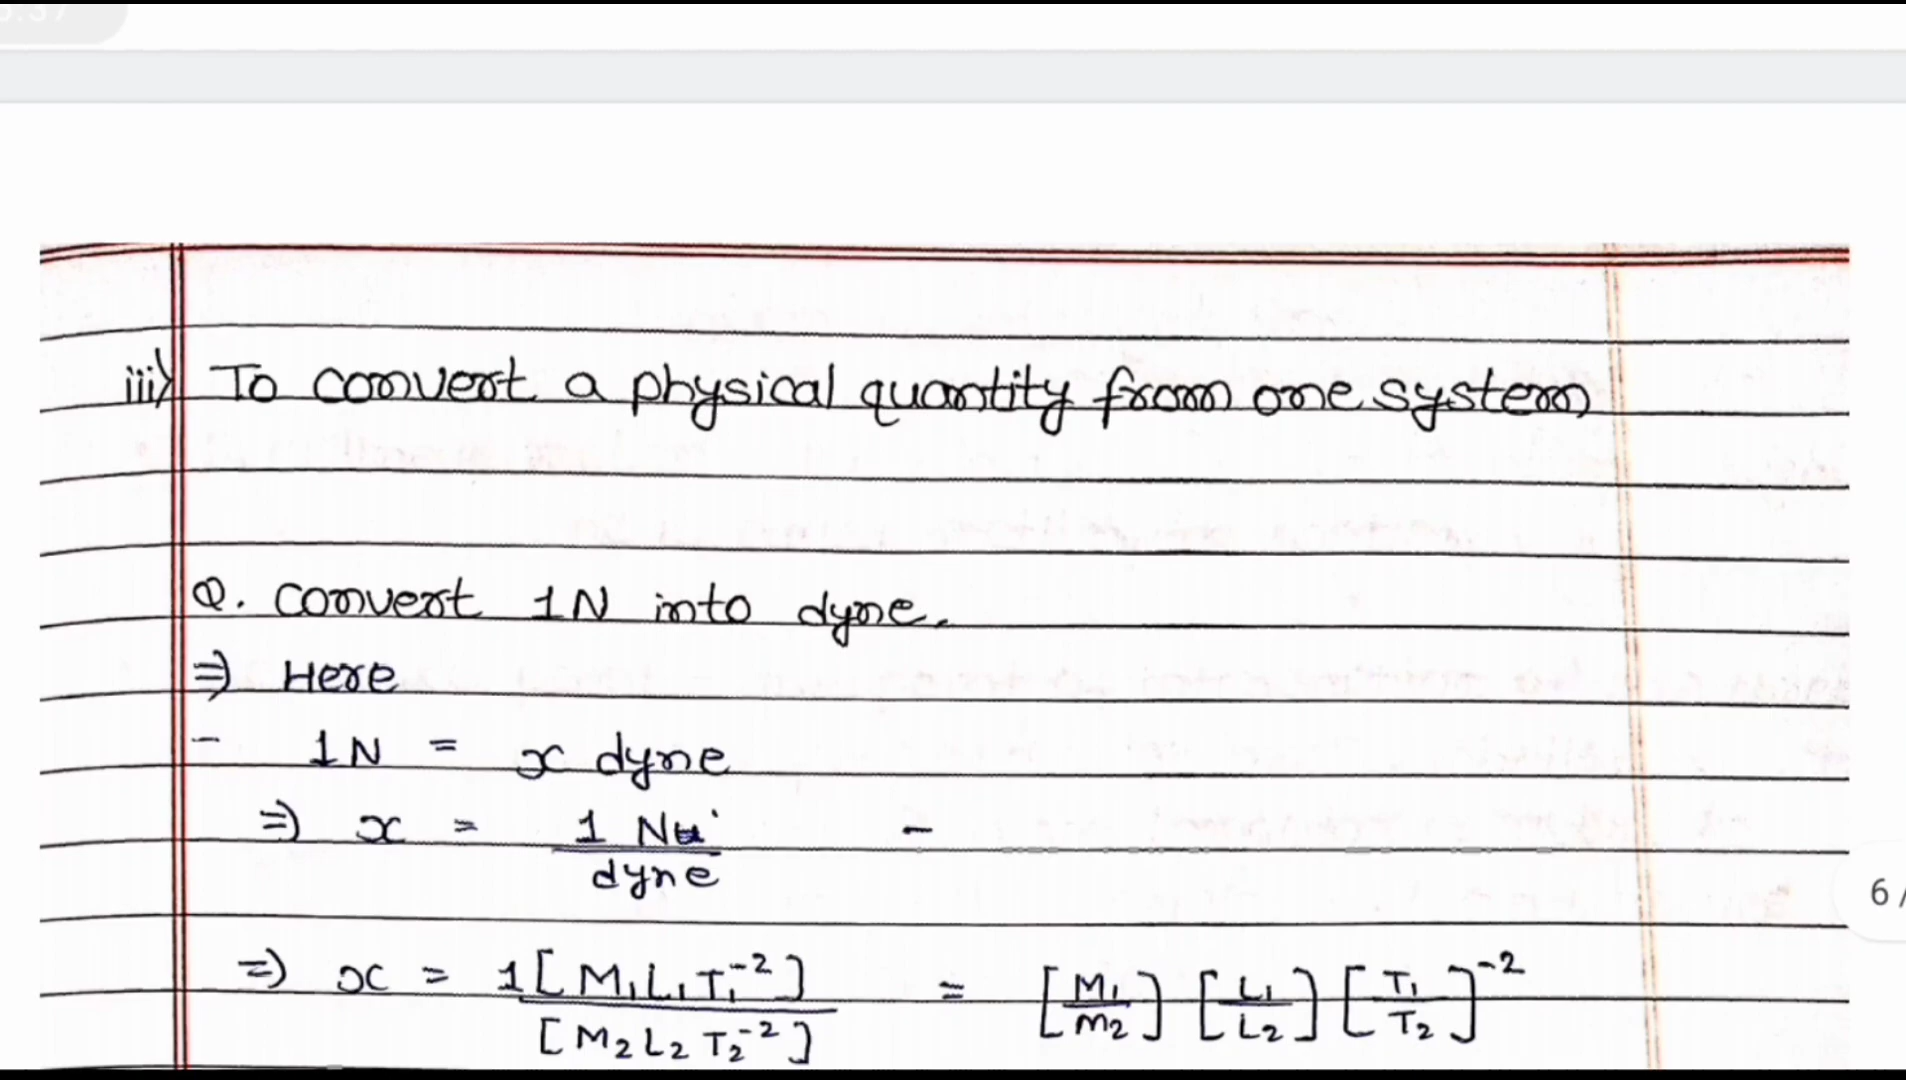 iii) To convert a physical quantity from one system
Q. Convert 1N into dyne.
⇒ Here
- 1N = x dyne
⇒ x = 1 N / dyne -
⇒ x = 1[M₁L₁T₁⁻²] / [M₂L₂T₂⁻²] = [M₁/M₂] [L₁/L₂] [T₁/T₂]⁻²
6/